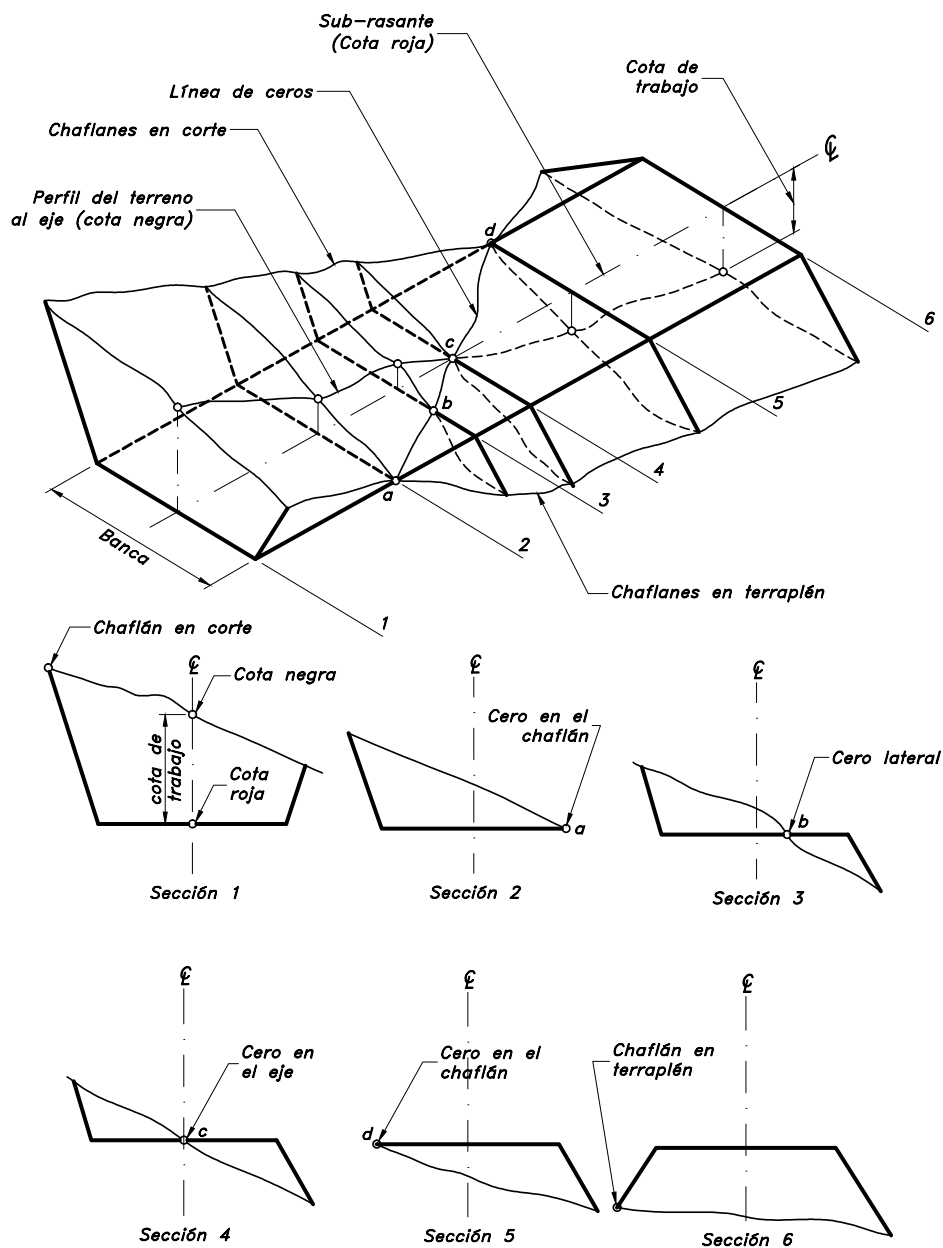 Sub-rasante
(Cota roja)
Cota de
trabajo
Línea de ceros
Chaflanes en corte
Perfil del terreno
al eje (cota negra)
℄
d
c
b
a
6
5
4
3
2
1
Banca
Chaflanes en terraplén
Chaflán en corte
℄
Cota negra
cota de
trabajo
Cota
roja
Sección 1
℄
Cero en el
chaflán
a
Sección 2
℄
Cero lateral
b
Sección 3
℄
Cero en
el eje
c
Sección 4
℄
Cero en el
chaflán
d
Sección 5
℄
Chaflán en
terraplén
Sección 6